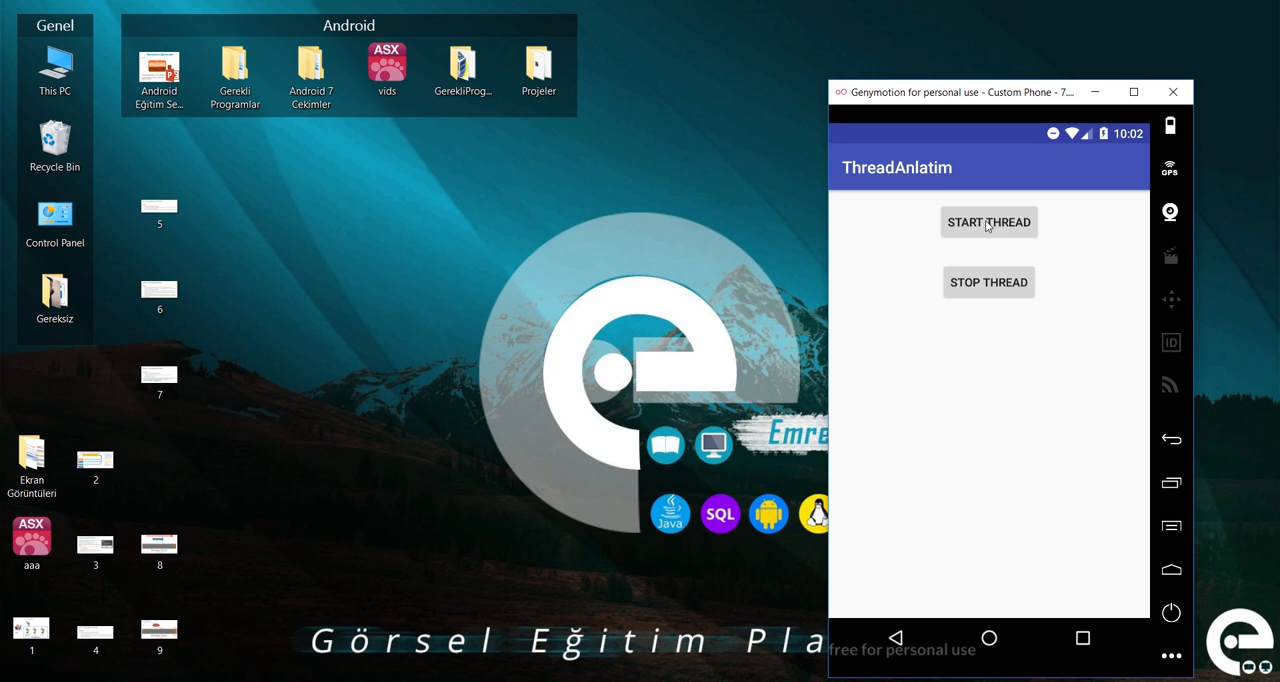 Genel
This PC
Recycle Bin
Control Panel
Gereksiz
Android
Android
Eğitim Se...
Gerekli
Programlar
Android 7
Cekimler
ASX
vids
GerekliProg...
Projeler
5
6
7
Ekran
Görüntüleri
2
ASX
aaa
3
8
1
4
9
Emre
Java
SQL
Görsel Eğitim Pla
Genymotion for personal use - Custom Phone - 7....
10:02
ThreadAnlatim
START THREAD
STOP THREAD
free for personal use
GPS
ID